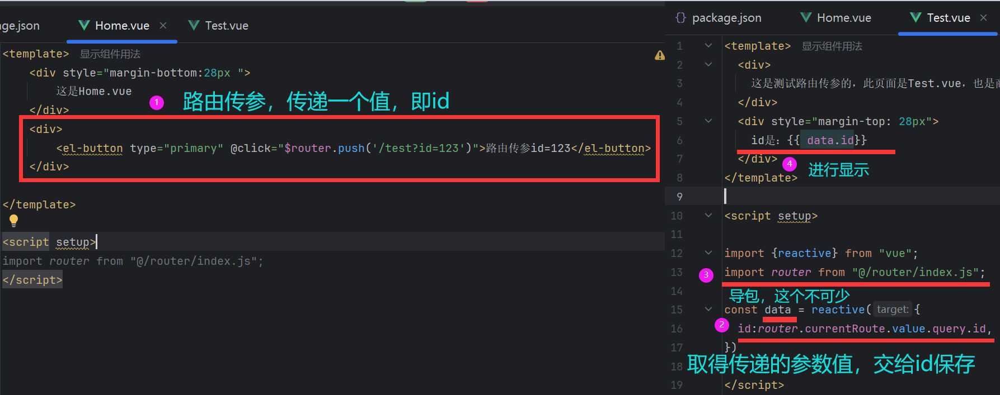 ge.json
Home.vue
Test.vue
<template> 显示组件用法
<div style="margin-bottom:28px ">
这是Home.vue
</div>
1 路由传参，传递一个值，即id
<div>
<el-button type="primary" @click="$router.push('/test?id=123')">路由传参id=123</el-button>
</div>
</template>
<script setup>
import router from "@/router/index.js";
</script>
{} package.json
Home.vue
Test.vue
1 <template> 显示组件用法
2 <div>
3 这是测试路由传参的，此页面是Test.vue，也是
4 </div>
5 <div style="margin-top: 28px">
6 id是：{{ data.id}}
7 </div>
4 进行显示
8 </template>
9
10 <script setup>
11
12 import {reactive} from "vue";
3
13 import router from "@/router/index.js";
14 导包，这个不可少
15 const data = reactive( target: {
2
16 id:router.currentRoute.value.query.id,
17 })
18 取得传递的参数值，交给id保存
19 </script>